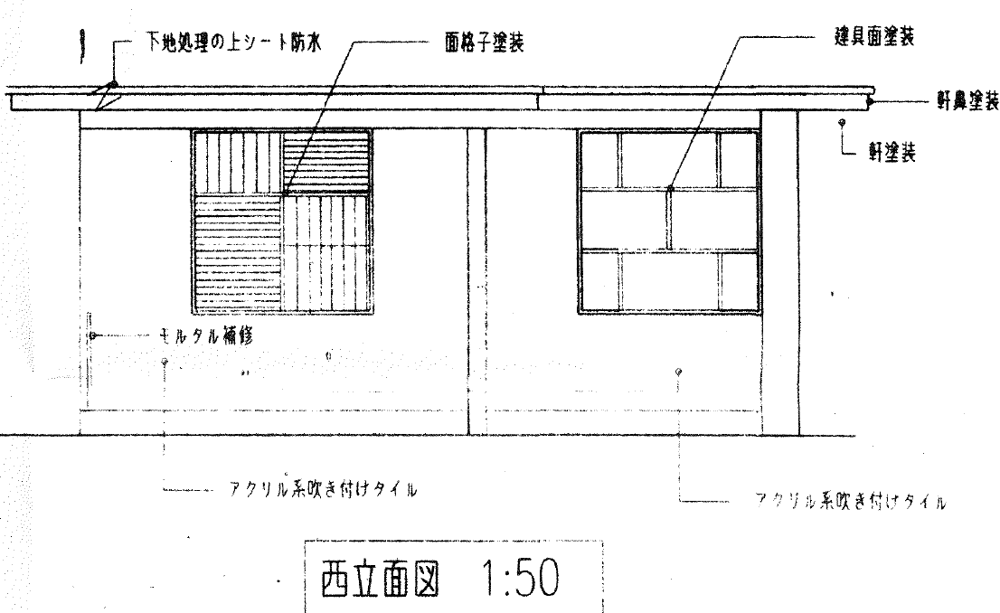 下地処理の上シート防水
面格子塗装
建具面塗装
軒鼻塗装
軒塗装
モルタル補修
アクリル系吹き付けタイル
アクリル系吹き付けタイル
西立面図 1:50